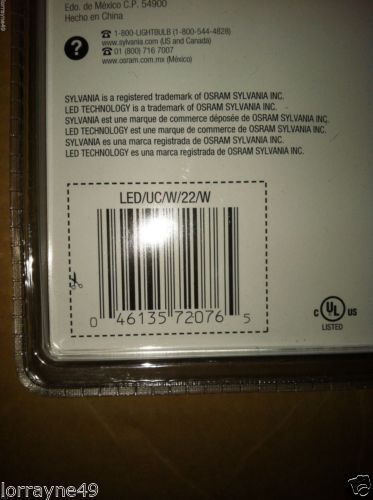 lorrayne49
Edo. de México C.P. 54900
Hecho en China
?
☎ 1-800-LIGHTBULB (1-800-544-4828)
www.sylvania.com (US and Canada)
☎ 01 (800) 716 7007
www.osram.com.mx (México)
SYLVANIA is a registered trademark of OSRAM SYLVANIA INC.
LED TECHNOLOGY is a trademark of OSRAM SYLVANIA INC.
SYLVANIA est une marque de commerce déposée de OSRAM SYLVANIA INC.
LED TECHNOLOGY est une marque de commerce de OSRAM SYLVANIA INC.
SYLVANIA es una marca registrada de OSRAM SYLVANIA INC.
LED TECHNOLOGY es una marca registrada de OSRAM SYLVANIA INC.
LED/UC/W/22/W
0 46135 72076 5
C UL US
LISTED
lorrayne49